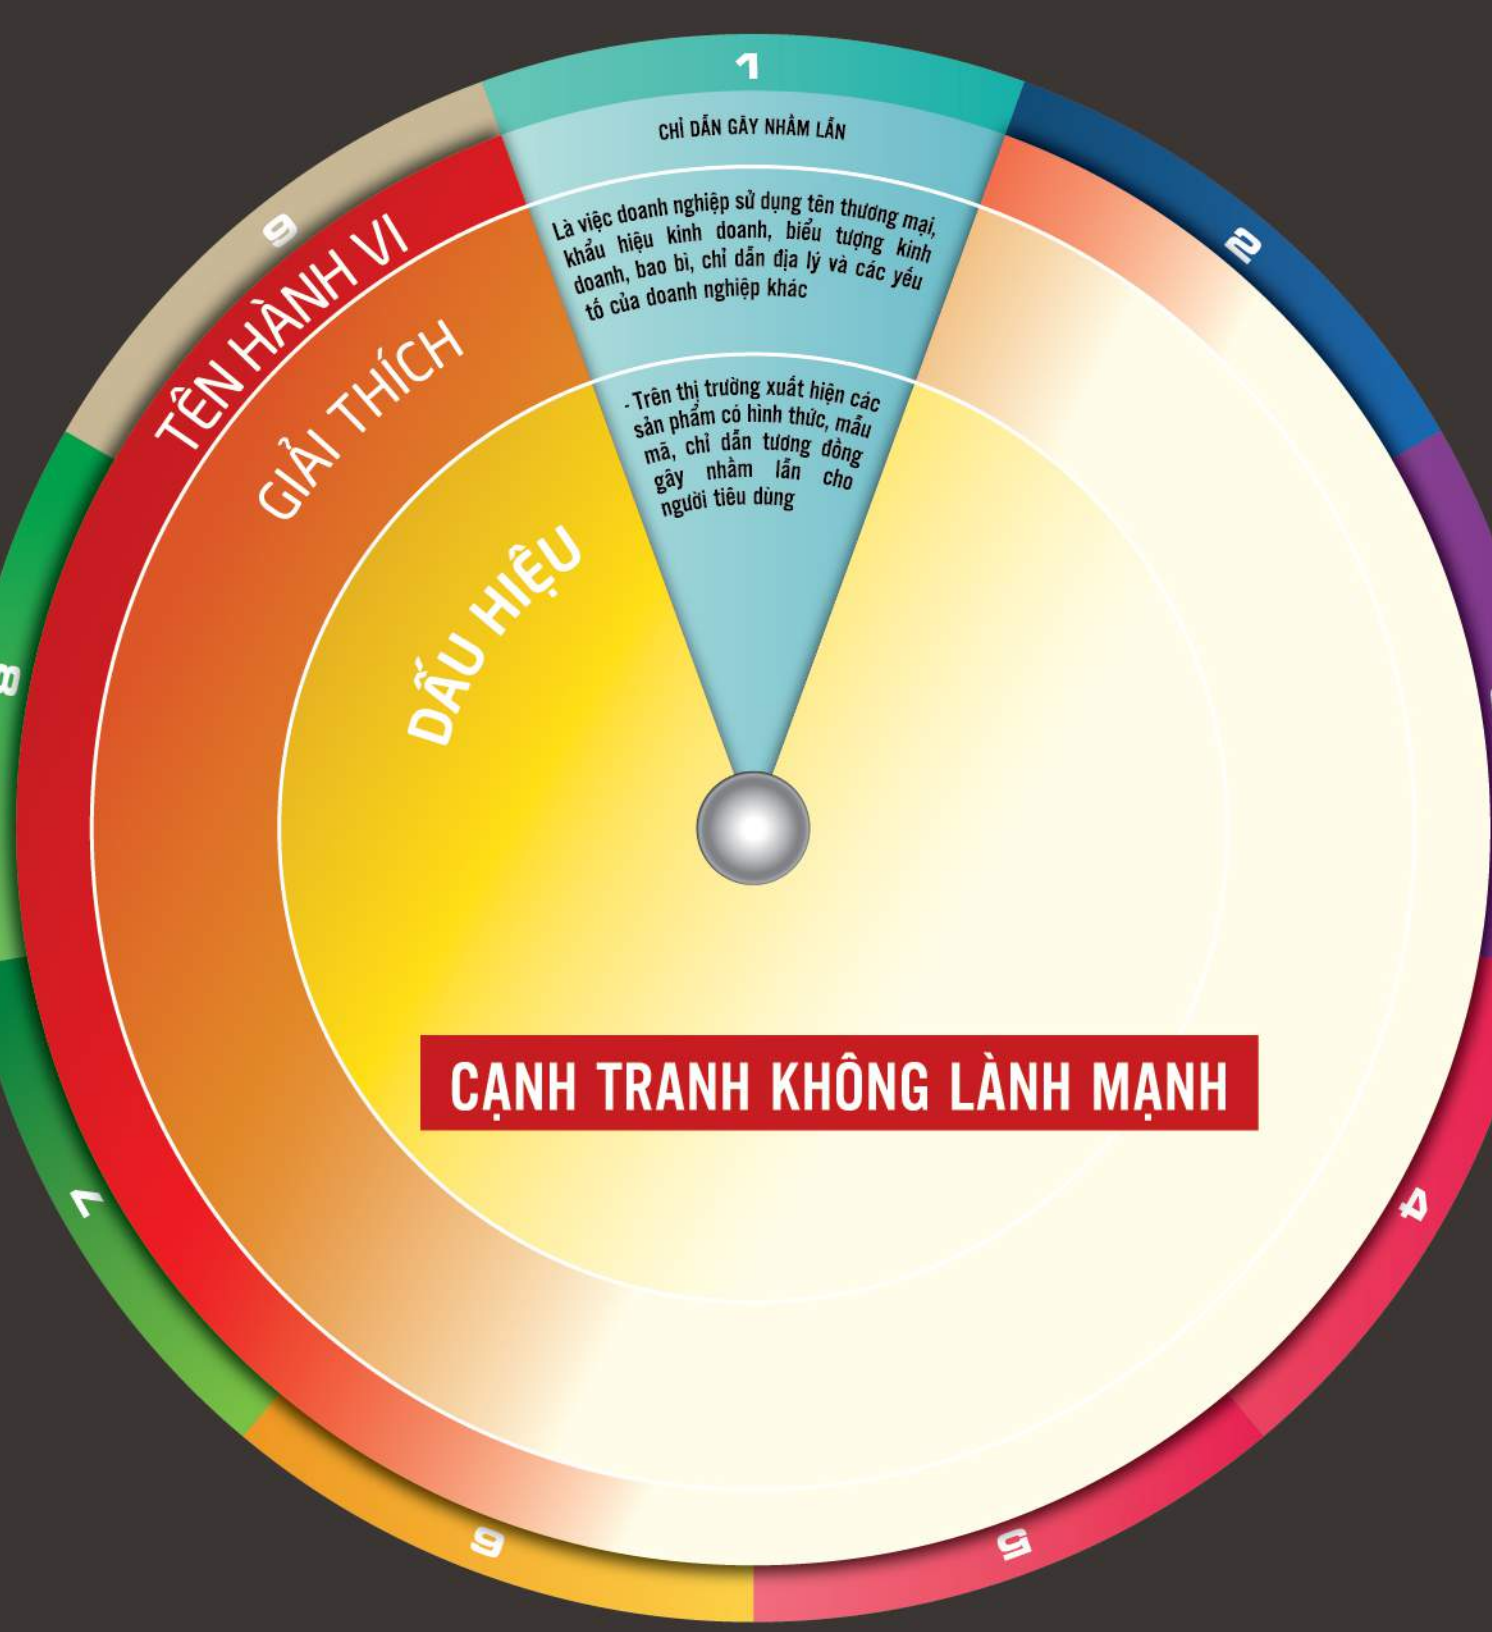 1
CHỈ DẪN GÂY NHẦM LẪN
Là việc doanh nghiệp sử dụng tên thương mại,
khẩu hiệu kinh doanh, biểu tượng kinh
doanh, bao bì, chỉ dẫn địa lý và các yếu
tố của doanh nghiệp khác
- Trên thị trường xuất hiện các
sản phẩm có hình thức, mẫu
mã, chỉ dẫn tương đồng
gây nhầm lẫn cho
người tiêu dùng
2
4
5
6
7
8
9
TÊN HÀNH VI
GIẢI THÍCH
DẤU HIỆU
CẠNH TRANH KHÔNG LÀNH MẠNH